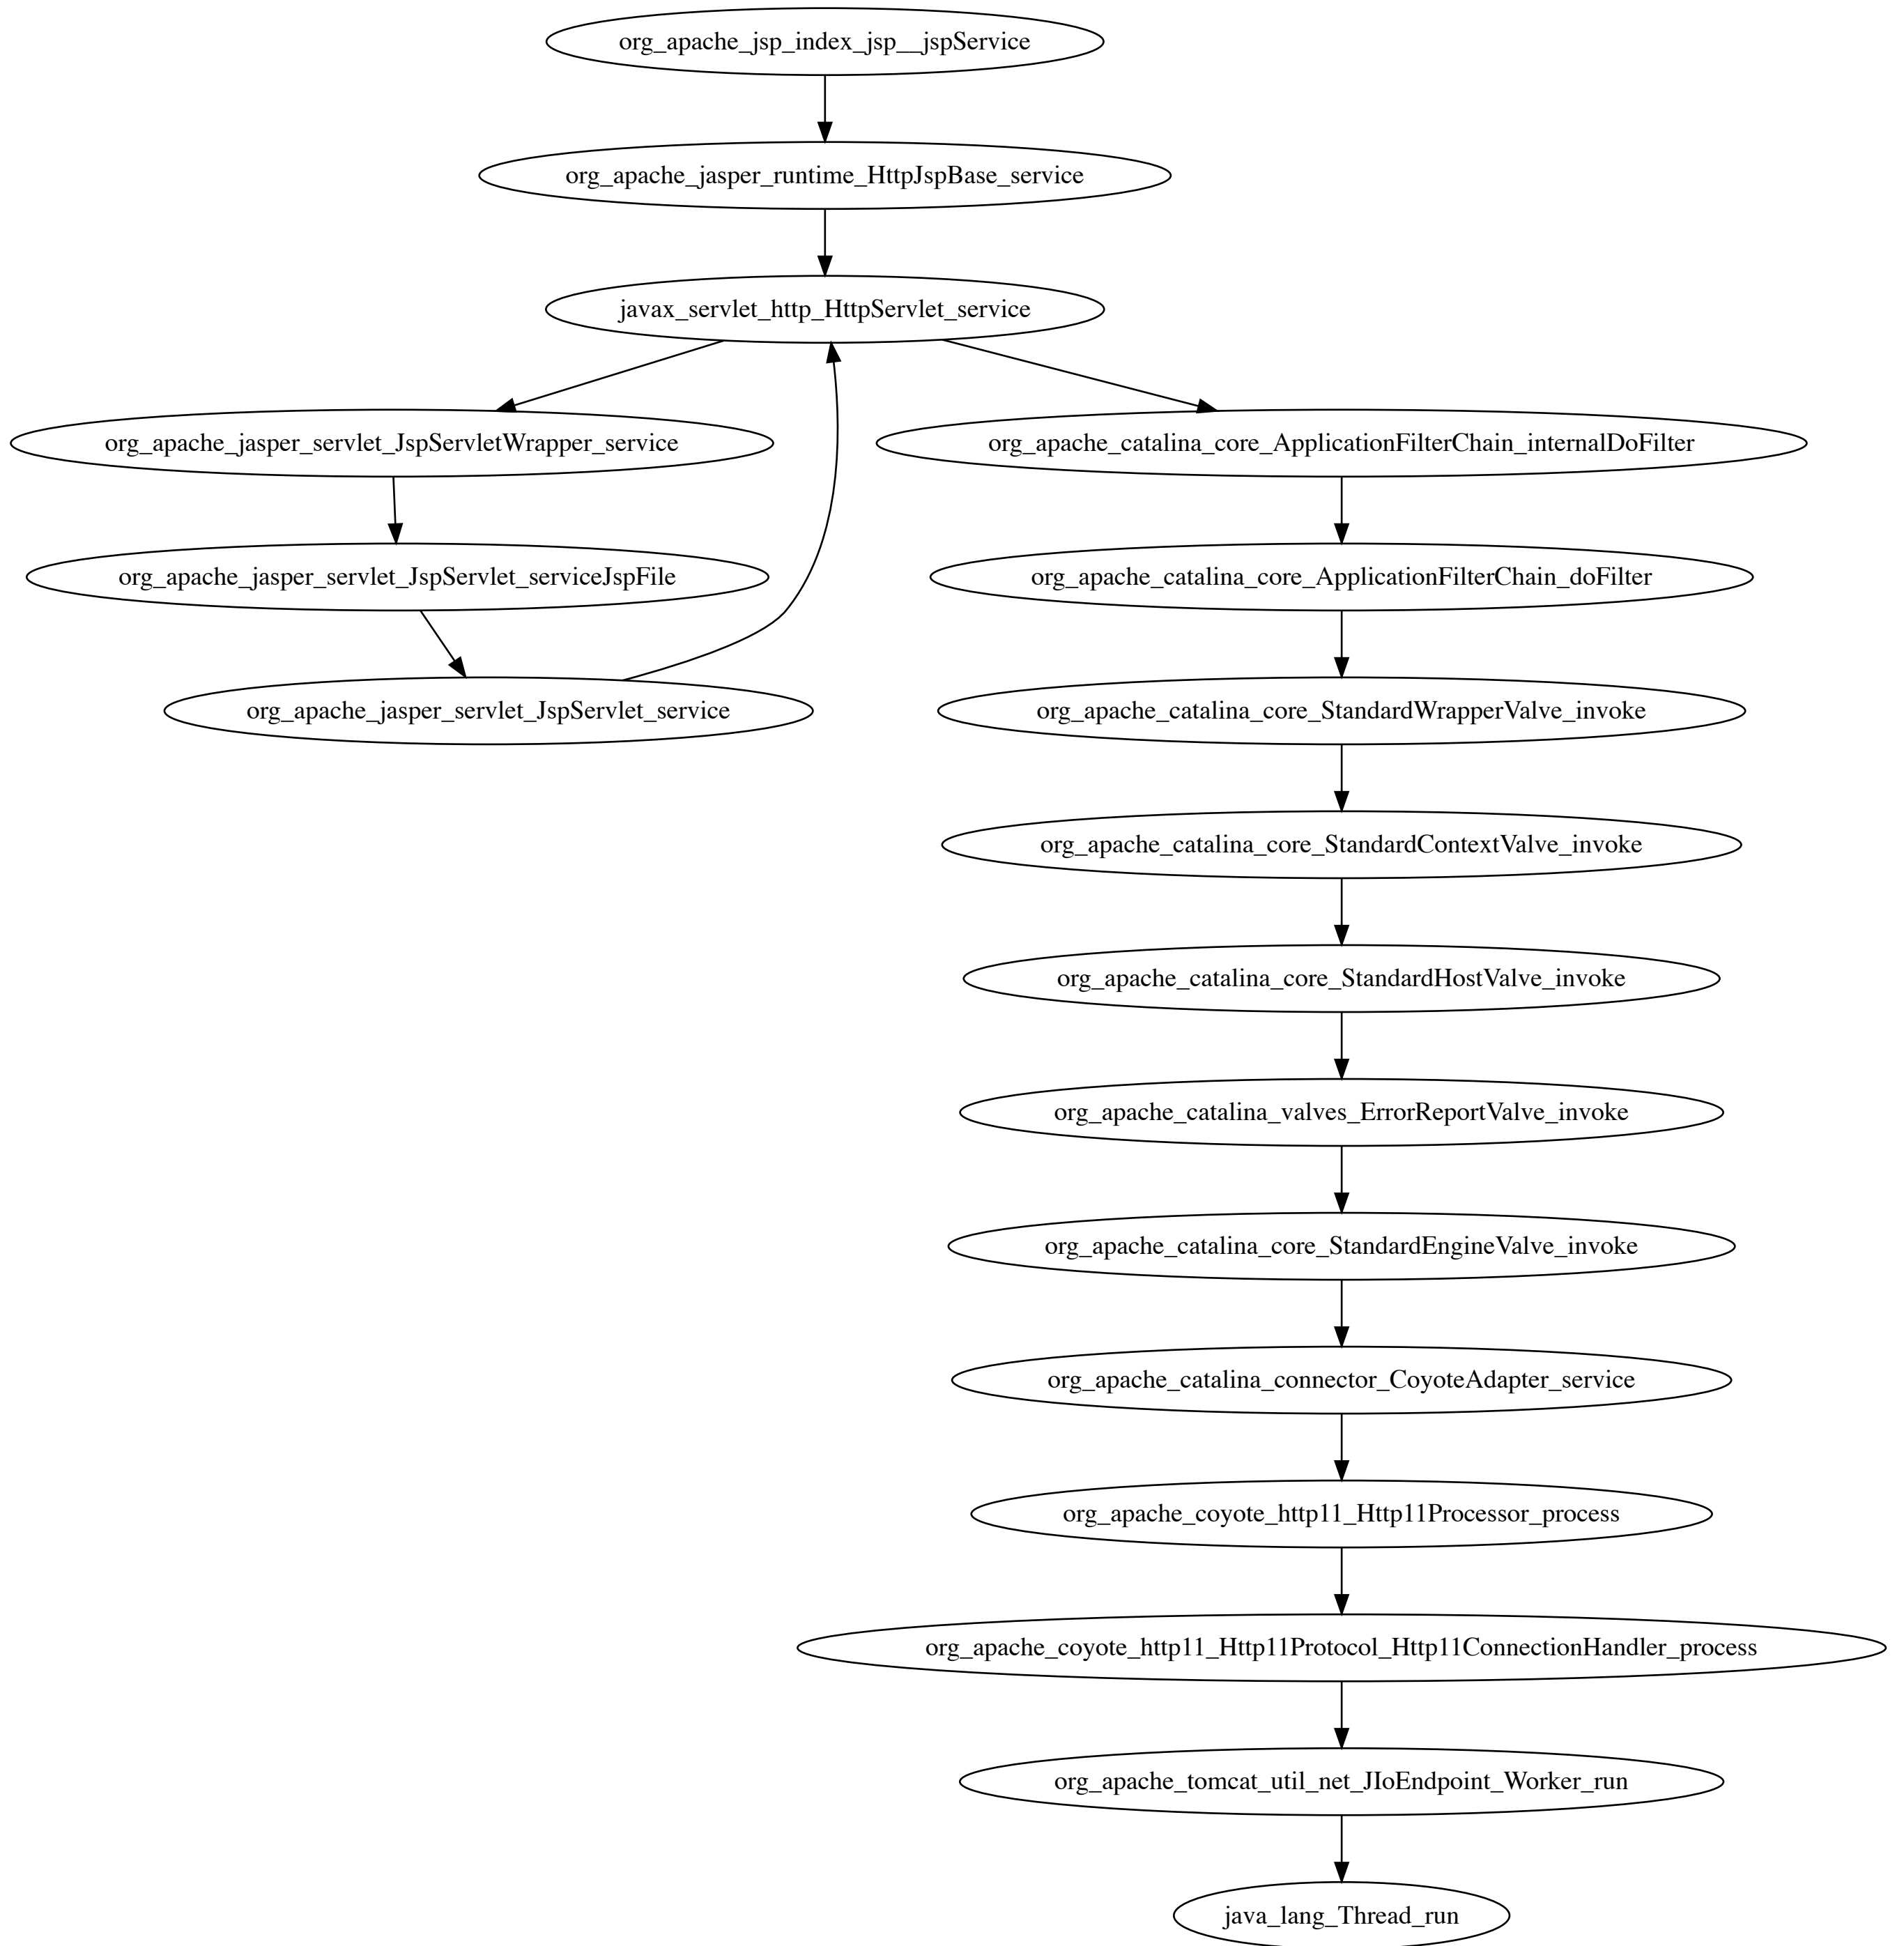 org_apache_jsp_index_jsp__jspService
org_apache_jasper_runtime_HttpJspBase_service
javax_servlet_http_HttpServlet_service
org_apache_jasper_servlet_JspServletWrapper_service
org_apache_catalina_core_ApplicationFilterChain_internalDoFilter
org_apache_jasper_servlet_JspServlet_serviceJspFile
org_apache_catalina_core_ApplicationFilterChain_doFilter
org_apache_jasper_servlet_JspServlet_service
org_apache_catalina_core_StandardWrapperValve_invoke
org_apache_catalina_core_StandardContextValve_invoke
org_apache_catalina_core_StandardHostValve_invoke
org_apache_catalina_valves_ErrorReportValve_invoke
org_apache_catalina_core_StandardEngineValve_invoke
org_apache_catalina_connector_CoyoteAdapter_service
org_apache_coyote_http11_Http11Processor_process
org_apache_coyote_http11_Http11Protocol_Http11ConnectionHandler_process
org_apache_tomcat_util_net_JIoEndpoint_Worker_run
java_lang_Thread_run